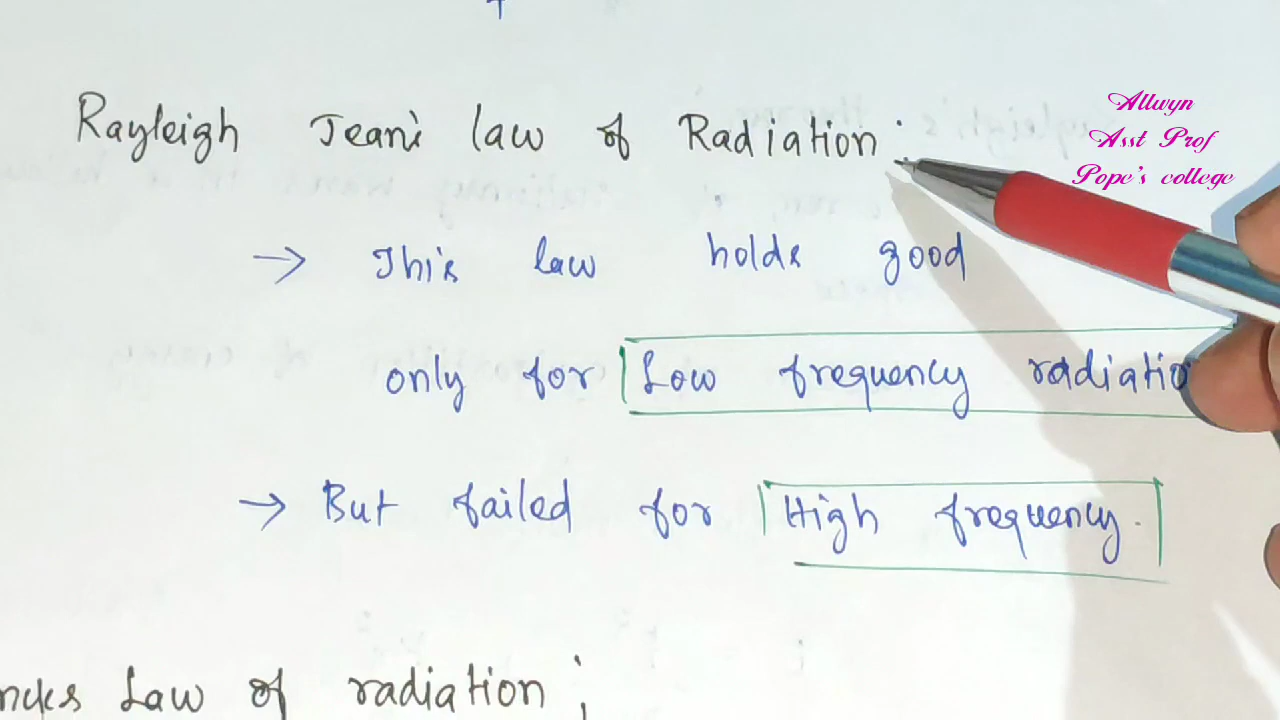 Rayleigh Jean's law of Radiation:
Allwyn
Asst Prof
Pope's college
→ This law holds good
only for Low frequency radiatio
→ But failed for High frequency.
Law of radiation;